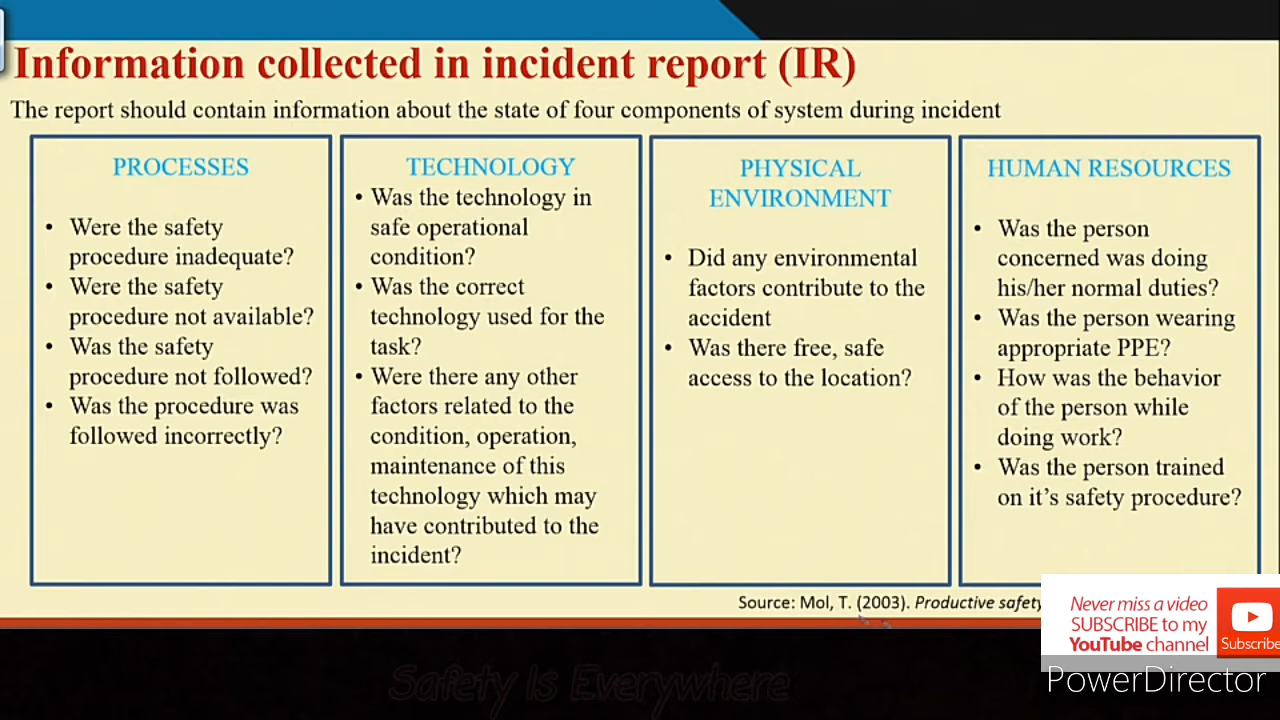 Information collected in incident report (IR)
The report should contain information about the state of four components of system during incident
PROCESSES
• Were the safety
procedure inadequate?
• Were the safety
procedure not available?
• Was the safety
procedure not followed?
• Was the procedure was
followed incorrectly?
TECHNOLOGY
• Was the technology in
safe operational
condition?
• Was the correct
technology used for the
task?
• Were there any other
factors related to the
condition, operation,
maintenance of this
technology which may
have contributed to the
incident?
PHYSICAL
ENVIRONMENT
• Did any environmental
factors contribute to the
accident
• Was there free, safe
access to the location?
HUMAN RESOURCES
• Was the person
concerned was doing
his/her normal duties?
• Was the person wearing
appropriate PPE?
• How was the behavior
of the person while
doing work?
• Was the person trained
on it's safety procedure?
Source: Mol, T. (2003). Productive safety
Never miss a video
SUBSCRIBE to my
YouTube channel
Subscribe
PowerDirector
Safety Is Everywhere